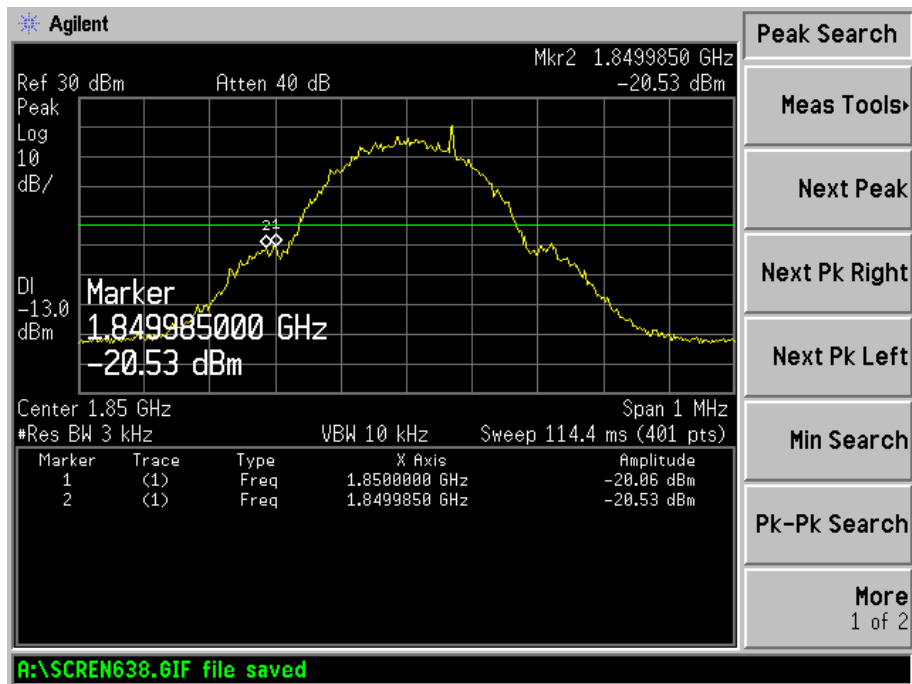 Agilent
Peak Search
Mkr2 1.8499850 GHz
Ref 30 dBm Atten 40 dB -20.53 dBm
Peak
Log
10
dB/
21
DI
-13.0
dBm
Marker
1.849985000 GHz
-20.53 dBm
Center 1.85 GHz Span 1 MHz
#Res BW 3 kHz VBW 10 kHz Sweep 114.4 ms (401 pts)
Marker Trace Type X Axis Amplitude
1 (1) Freq 1.8500000 GHz -20.06 dBm
2 (1) Freq 1.8499850 GHz -20.53 dBm
Meas Tools
Next Peak
Next Pk Right
Next Pk Left
Min Search
Pk-Pk Search
More
1 of 2
A:\SCREN638.GIF file saved